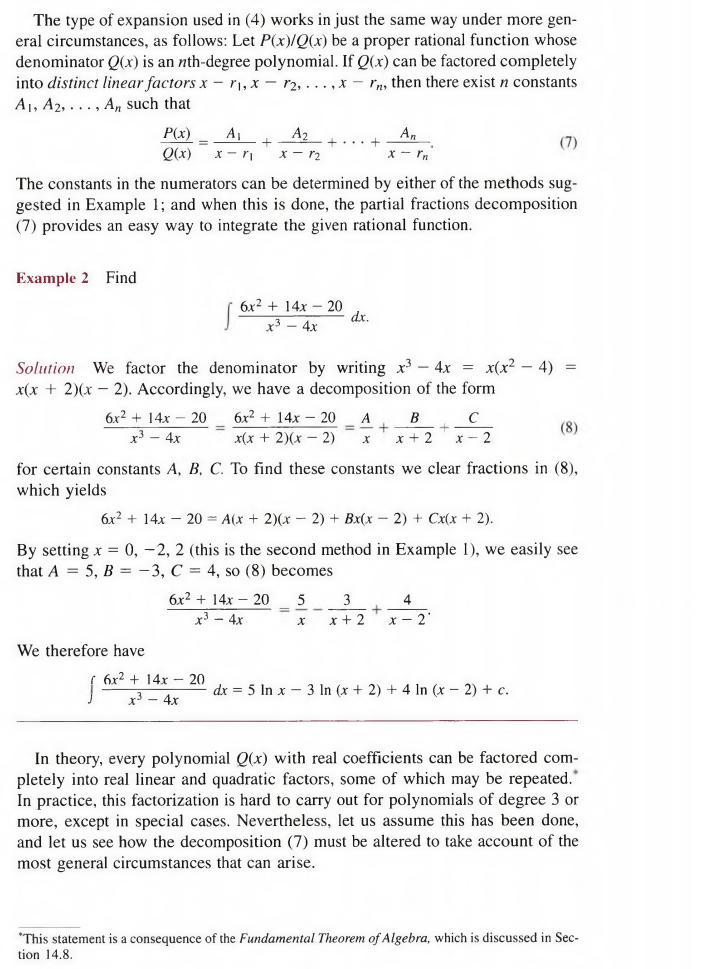 The type of expansion used in (4) works in just the same way under more gen-
eral circumstances, as follows: Let P(x)/Q(x) be a proper rational function whose
denominator Q(x) is an nth-degree polynomial. If Q(x) can be factored completely
into distinct linear factors x − r₁, x − r₂, . . . , x − rₙ, then there exist n constants
A₁, A₂, . . . , Aₙ such that
P(x)/Q(x) = A₁/(x − r₁) + A₂/(x − r₂) + · · · + Aₙ/(x − rₙ). (7)
The constants in the numerators can be determined by either of the methods sug-
gested in Example 1; and when this is done, the partial fractions decomposition
(7) provides an easy way to integrate the given rational function.
Example 2 Find
∫ (6x² + 14x − 20)/(x³ − 4x) dx.
Solution We factor the denominator by writing x³ − 4x = x(x² − 4) =
x(x + 2)(x − 2). Accordingly, we have a decomposition of the form
(6x² + 14x − 20)/(x³ − 4x) = (6x² + 14x − 20)/(x(x + 2)(x − 2)) = A/x + B/(x + 2) + C/(x − 2) (8)
for certain constants A, B, C. To find these constants we clear fractions in (8),
which yields
6x² + 14x − 20 = A(x + 2)(x − 2) + Bx(x − 2) + Cx(x + 2).
By setting x = 0, −2, 2 (this is the second method in Example 1), we easily see
that A = 5, B = −3, C = 4, so (8) becomes
(6x² + 14x − 20)/(x³ − 4x) = 5/x − 3/(x + 2) + 4/(x − 2).
We therefore have
∫ (6x² + 14x − 20)/(x³ − 4x) dx = 5 ln x − 3 ln (x + 2) + 4 ln (x − 2) + c.
In theory, every polynomial Q(x) with real coefficients can be factored com-
pletely into real linear and quadratic factors, some of which may be repeated.*
In practice, this factorization is hard to carry out for polynomials of degree 3 or
more, except in special cases. Nevertheless, let us assume this has been done,
and let us see how the decomposition (7) must be altered to take account of the
most general circumstances that can arise.
*This statement is a consequence of the Fundamental Theorem of Algebra, which is discussed in Sec-
tion 14.8.